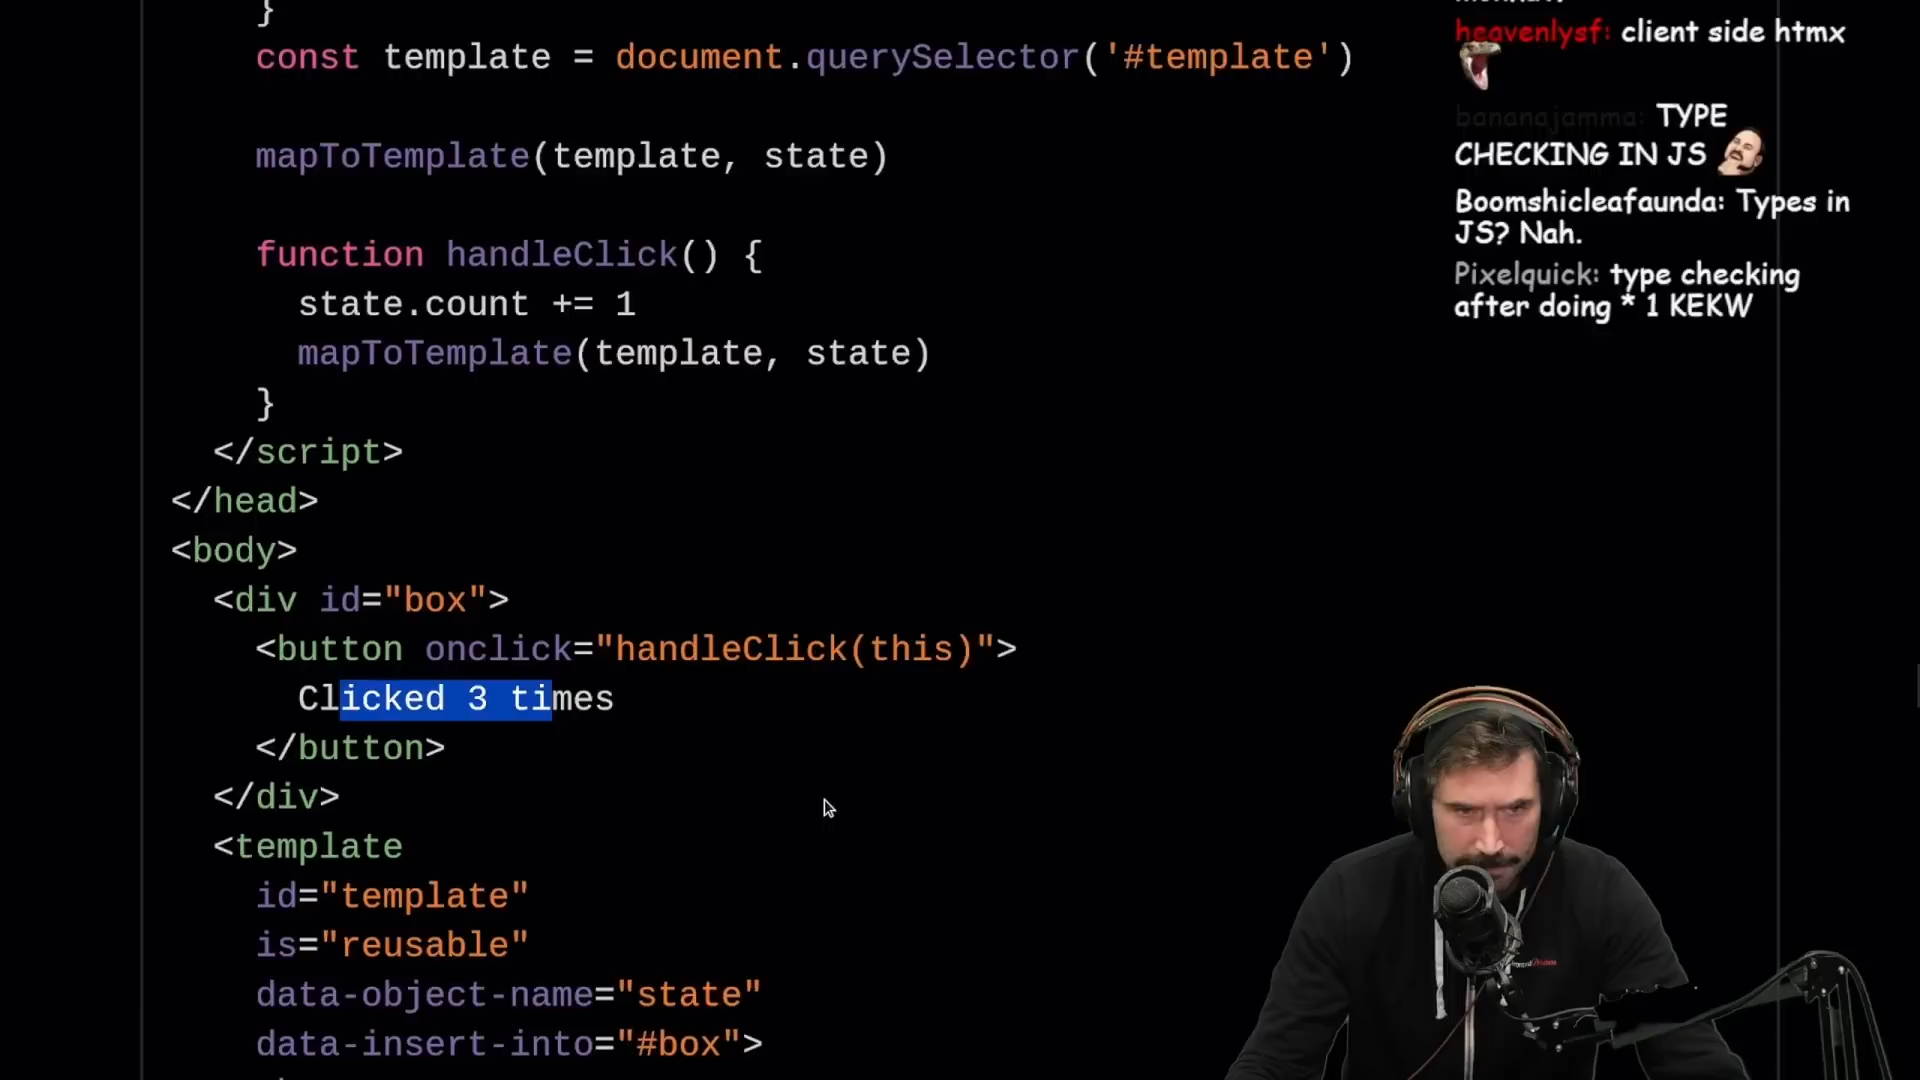 }
const template = document.querySelector('#template')
mapToTemplate(template, state)
function handleClick() {
state.count += 1
mapToTemplate(template, state)
}
</script>
</head>
<body>
<div id="box">
<button onclick="handleClick(this)">
Clicked 3 times
</button>
</div>
<template
id="template"
is="reusable"
data-object-name="state"
data-insert-into="#box">
heavenlysf: client side htmx
bananajamma: TYPE
CHECKING IN JS
Boomshicleafaunda: Types in
JS? Nah.
Pixelquick: type checking
after doing * 1 KEKW